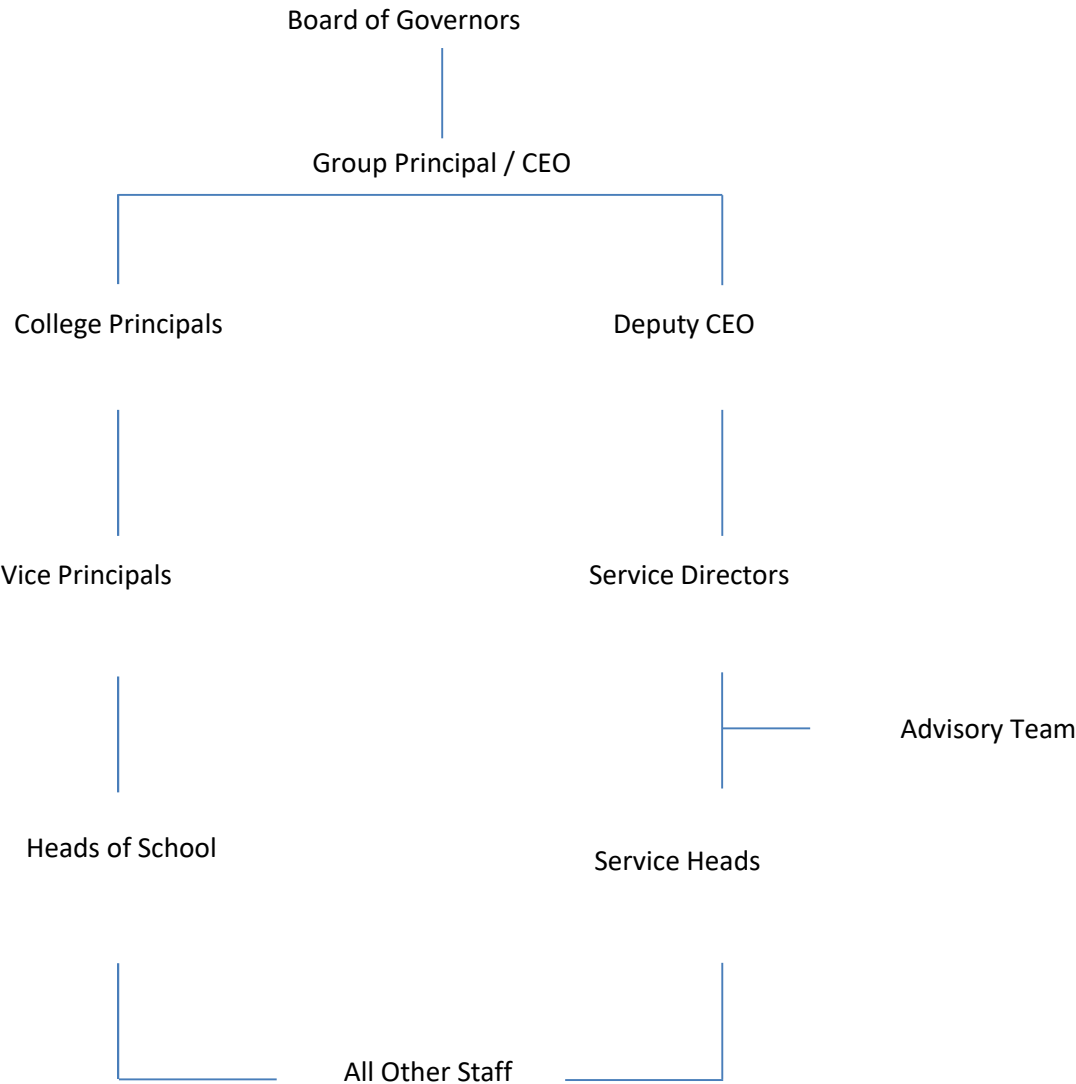 Board of Governors
Group Principal / CEO
College Principals
Deputy CEO
Vice Principals
Service Directors
Advisory Team
Heads of School
Service Heads
All Other Staff